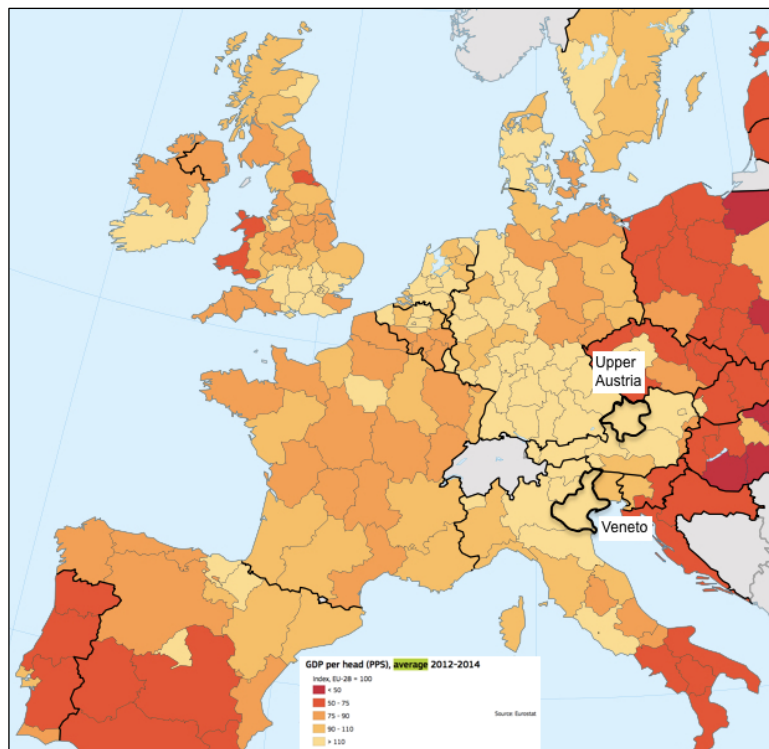 Upper
Austria
Veneto
GDP per head (PPS), average 2012-2014
Index, EU-28 = 100
< 50
50 - 75
75 - 90
90 - 110
> 110
Source: Eurostat